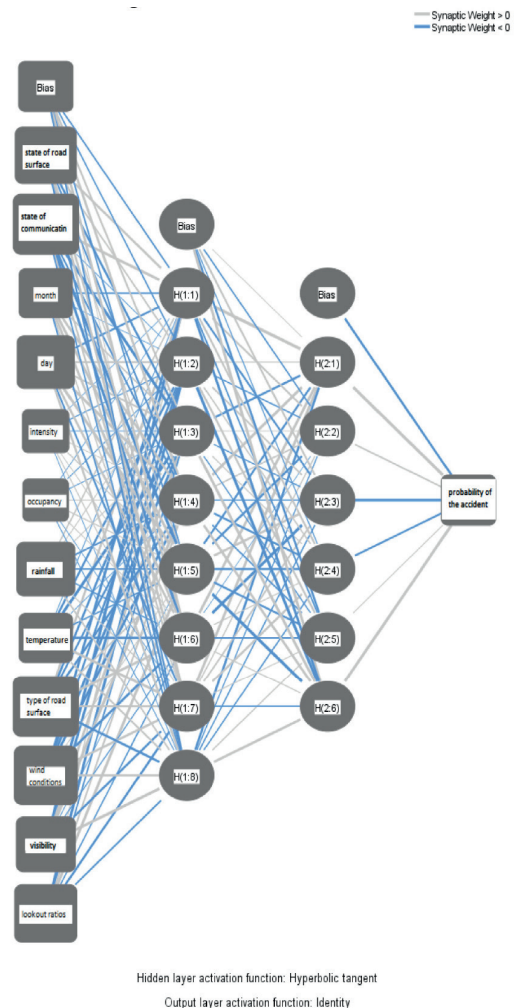 Synaptic Weight > 0
Synaptic Weight < 0
Bias
state of road
surface
state of
communicatin
month
day
intensity
occupancy
rainfall
temperature
type of road
surface
wind
conditions
visibility
lookout ratios
Bias
H(1:1)
H(1:2)
H(1:3)
H(1:4)
H(1:5)
H(1:6)
H(1:7)
H(1:8)
Bias
H(2:1)
H(2:2)
H(2:3)
H(2:4)
H(2:5)
H(2:6)
probability of
the accident
Hidden layer activation function: Hyperbolic tangent
Output layer activation function: Identity